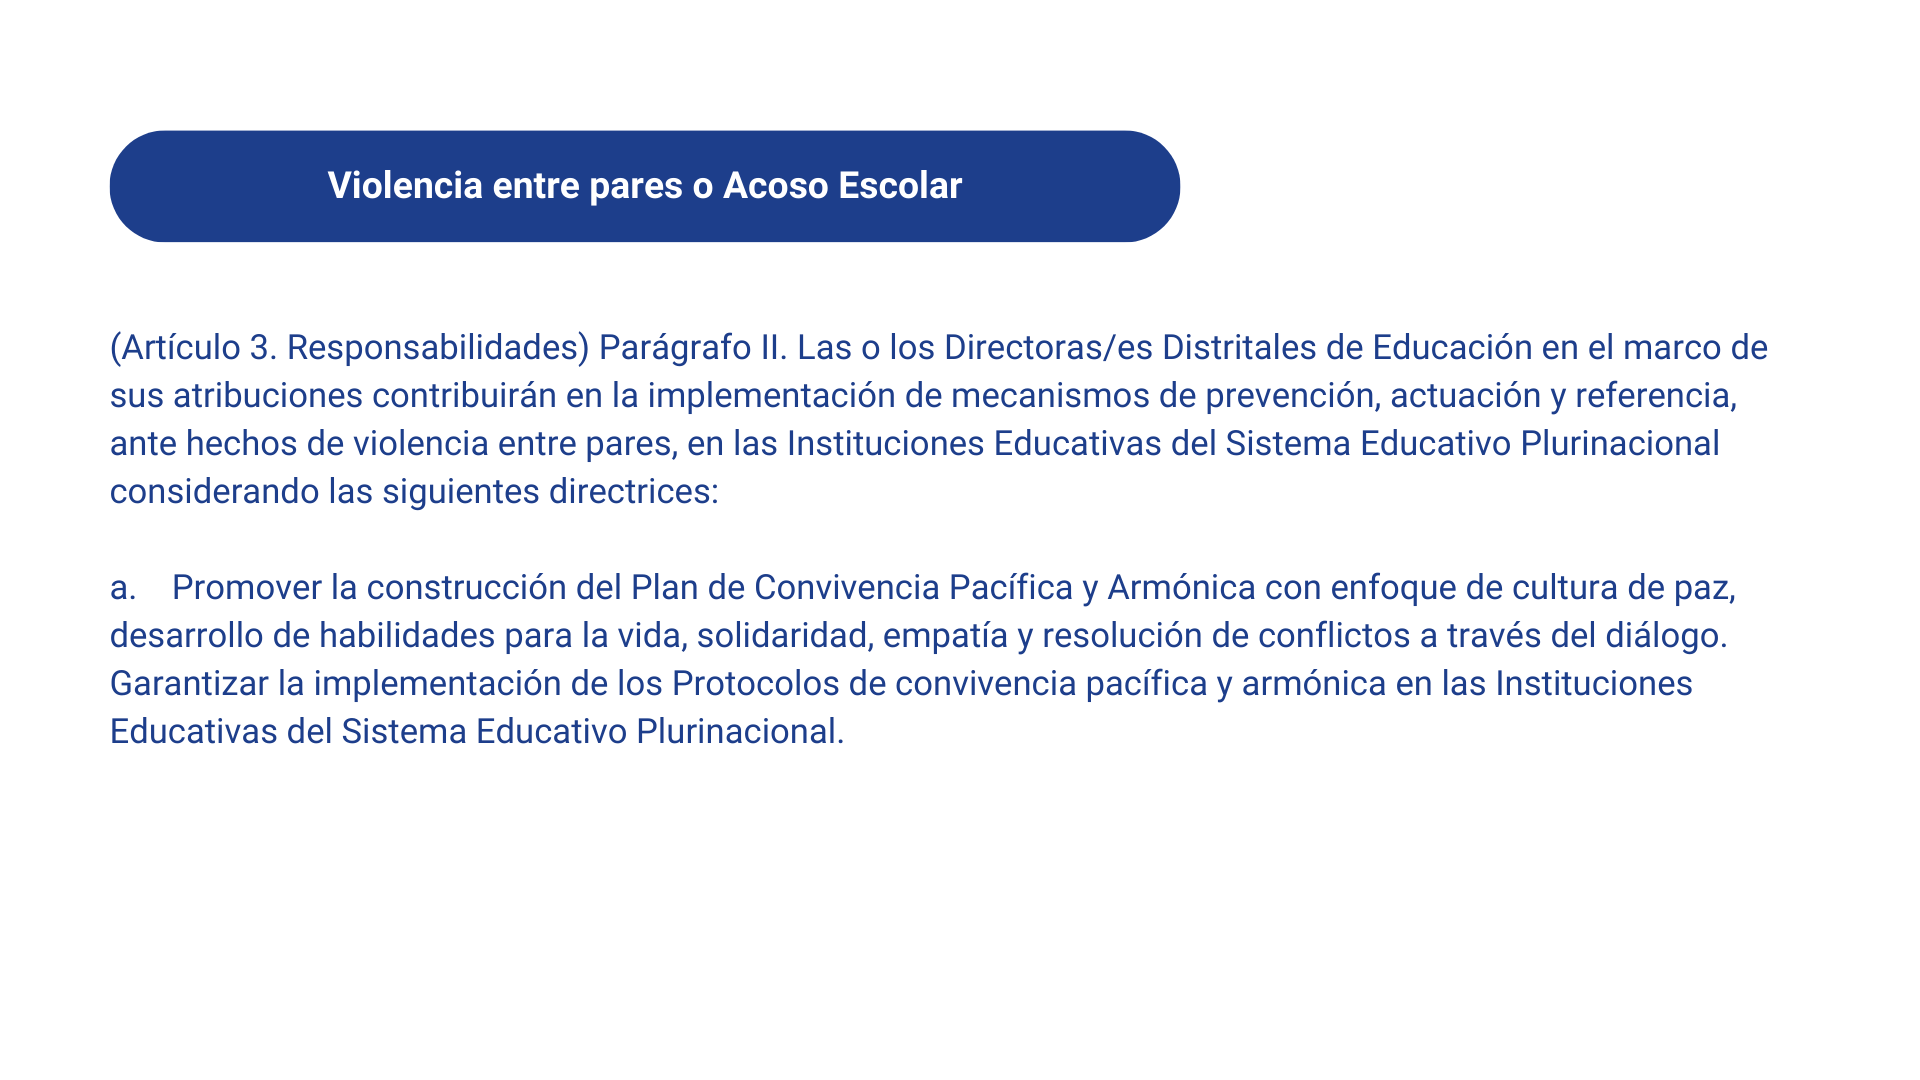 Violencia entre pares o Acoso Escolar
(Artículo 3. Responsabilidades) Parágrafo II. Las o los Directoras/es Distritales de Educación en el marco de
sus atribuciones contribuirán en la implementación de mecanismos de prevención, actuación y referencia,
ante hechos de violencia entre pares, en las Instituciones Educativas del Sistema Educativo Plurinacional
considerando las siguientes directrices:
a. Promover la construcción del Plan de Convivencia Pacífica y Armónica con enfoque de cultura de paz,
desarrollo de habilidades para la vida, solidaridad, empatía y resolución de conflictos a través del diálogo.
Garantizar la implementación de los Protocolos de convivencia pacífica y armónica en las Instituciones
Educativas del Sistema Educativo Plurinacional.